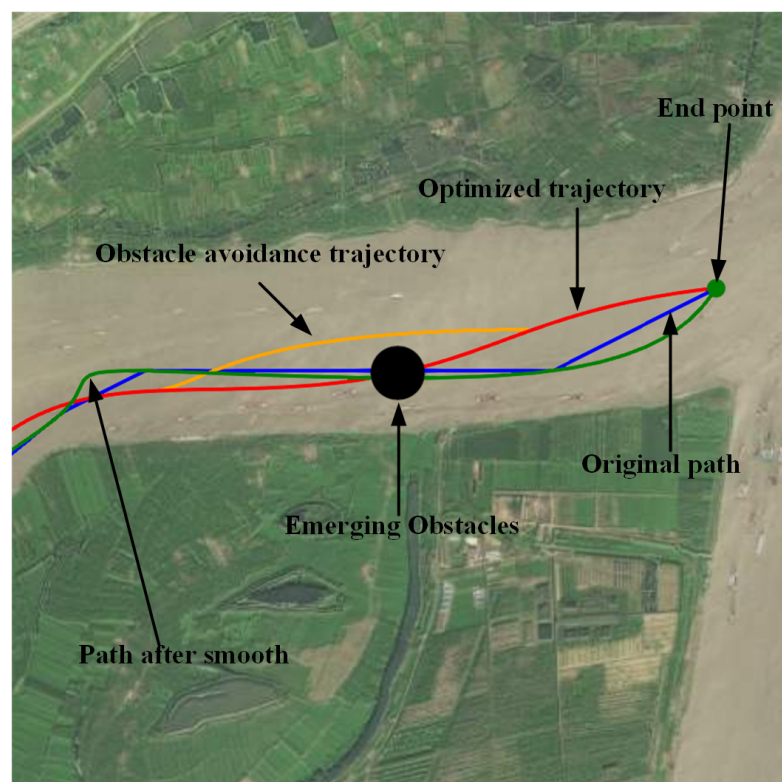 End point
Optimized trajectory
Obstacle avoidance trajectory
Original path
Emerging Obstacles
Path after smooth